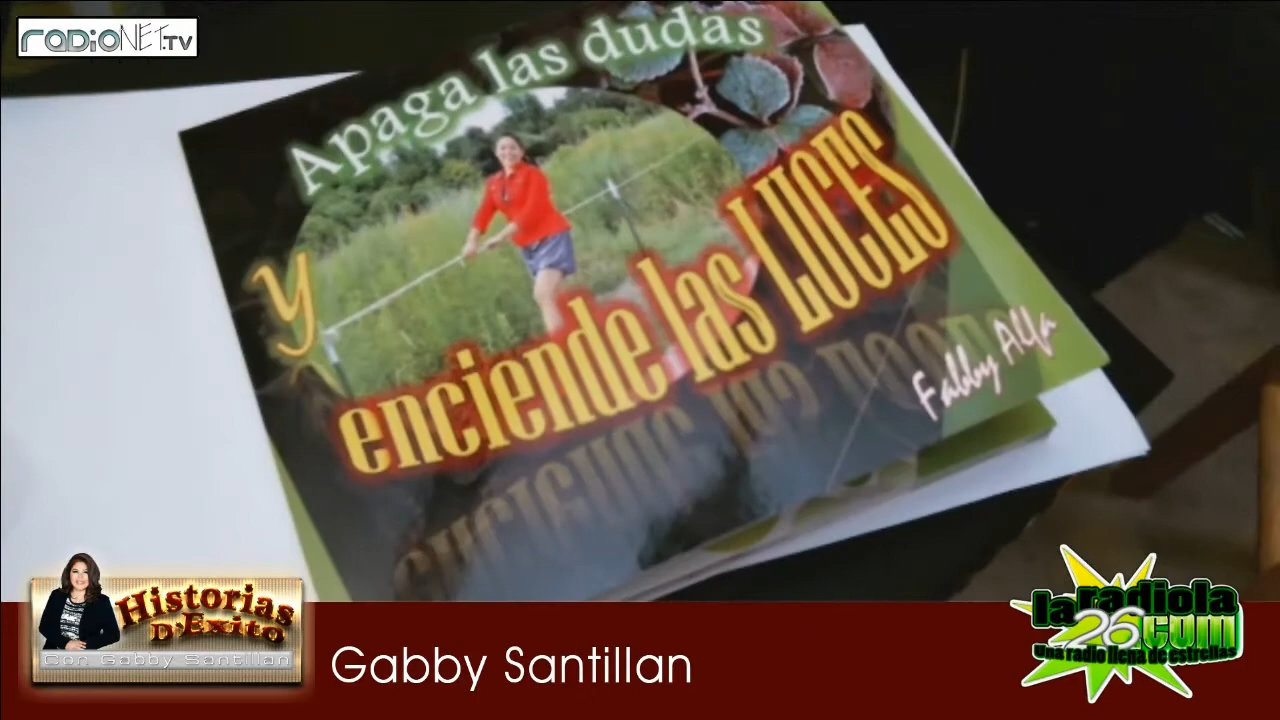 RADIONET.TV
Apaga las dudas
y
enciende las LUCES
Fabby Alfa
Historias
D'Exito
Con Gabby Santillan
Gabby Santillan
laradiola
26.com
Una radio llena de estrellas